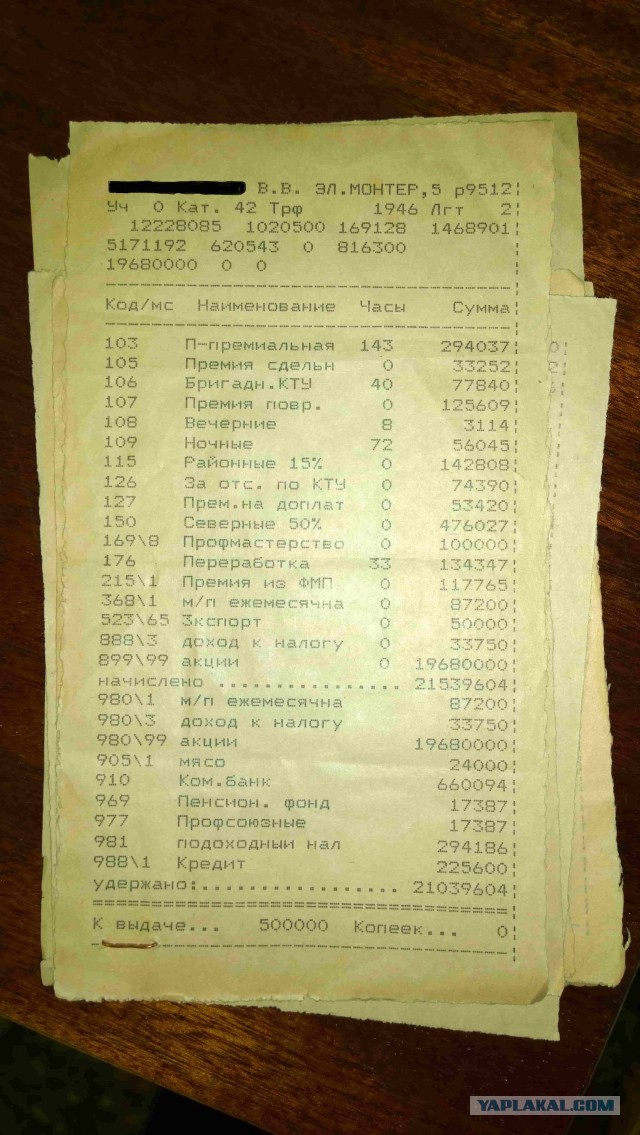 В.В. ЭЛ.МОНТЕР,5 р9512
Уч 0 Кат. 42 Трф 1946 Лгт 2
12228085 1020500 169128 1468901
5171192 620543 0 816300
19680000 0 0
Код/мс Наименование Часы Сумма
103 П-премиальная 143 294037
105 Премия сдельн 0 33252
106 Бригадн.КТУ 40 77840
107 Премия повр. 0 125609
108 Вечерние 8 3114
109 Ночные 72 56045
115 Районные 15% 0 142808
126 За отс. по КТУ 0 74390
127 Прем.на доплат 0 53420
150 Северные 50% 0 476027
169\8 Профмастерство 0 100000
176 Переработка 33 134347
215\1 Премия из ФМП 0 117765
368\1 м/п ежемесячна 0 87200
523\65 Зкспорт 0 50000
888\3 доход к налогу 0 33750
899\99 акции 0 19680000
начислено ................ 21539604
980\1 м/п ежемесячна 87200
980\3 доход к налогу 33750
980\99 акции 19680000
905\1 мясо 24000
910 Ком.банк 660094
969 Пенсион. фонд 17387
977 Профсоюзные 17387
981 подоходный нал 294186
988\1 Кредит 225600
удержано:.................. 21039604
К выдаче... 500000 Копеек... 0
YAPLAKAL.COM